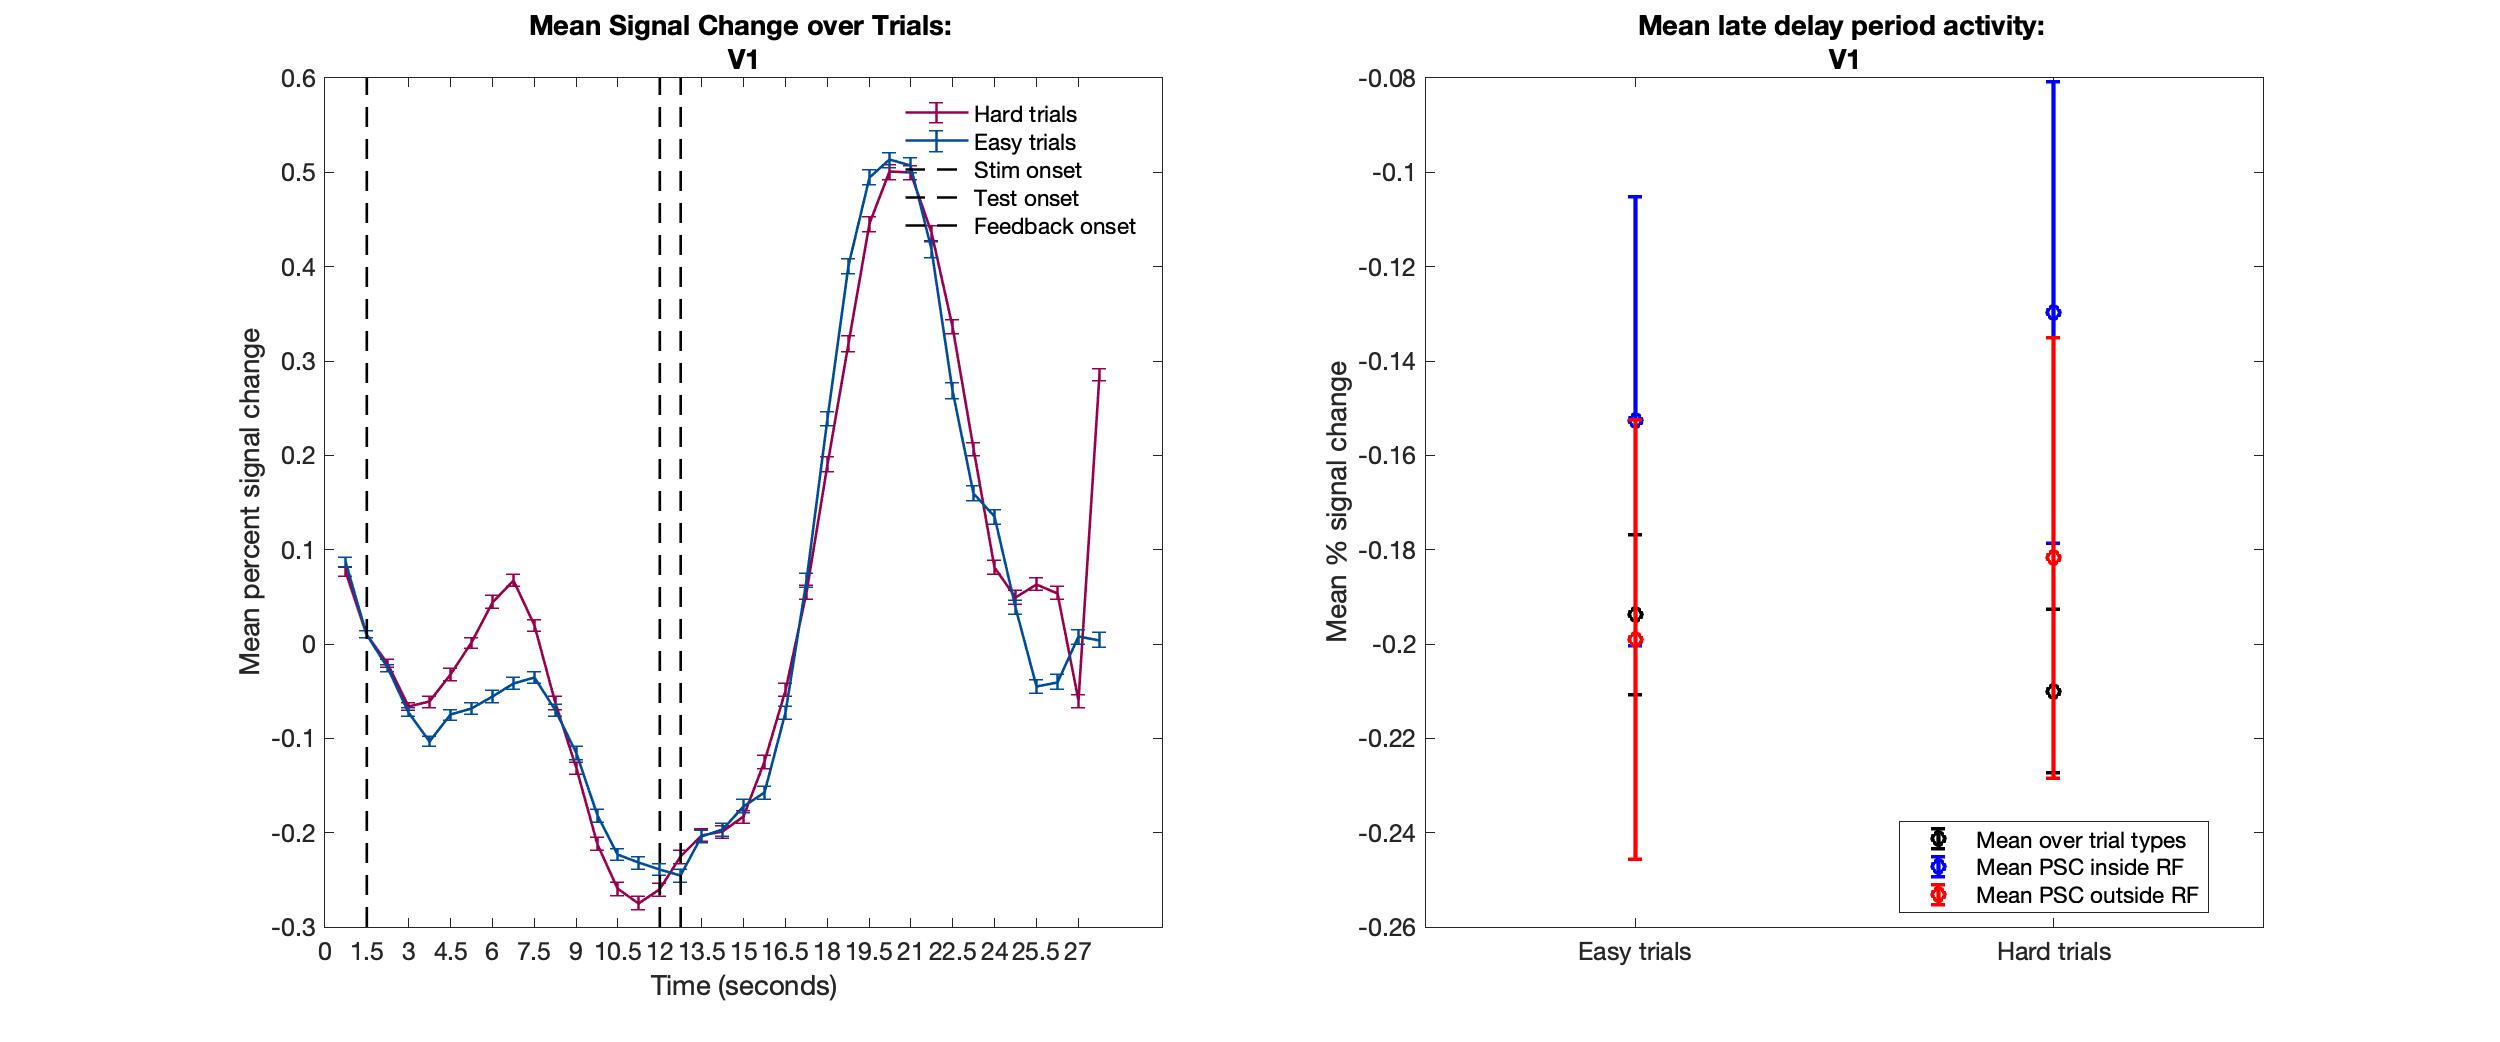 Mean Signal Change over Trials:
V1
Mean percent signal change
0.6
0.5
0.4
0.3
0.2
0.1
0
-0.1
-0.2
-0.3
Hard trials
Easy trials
Stim onset
Test onset
Feedback onset
0 1.5 3 4.5 6 7.5 9 10.5 12 13.5 15 16.5 18 19.5 21 22.5 24 25.5 27
Time (seconds)
Mean late delay period activity:
V1
Mean % signal change
-0.08
-0.1
-0.12
-0.14
-0.16
-0.18
-0.2
-0.22
-0.24
-0.26
Mean over trial types
Mean PSC inside RF
Mean PSC outside RF
Easy trials Hard trials